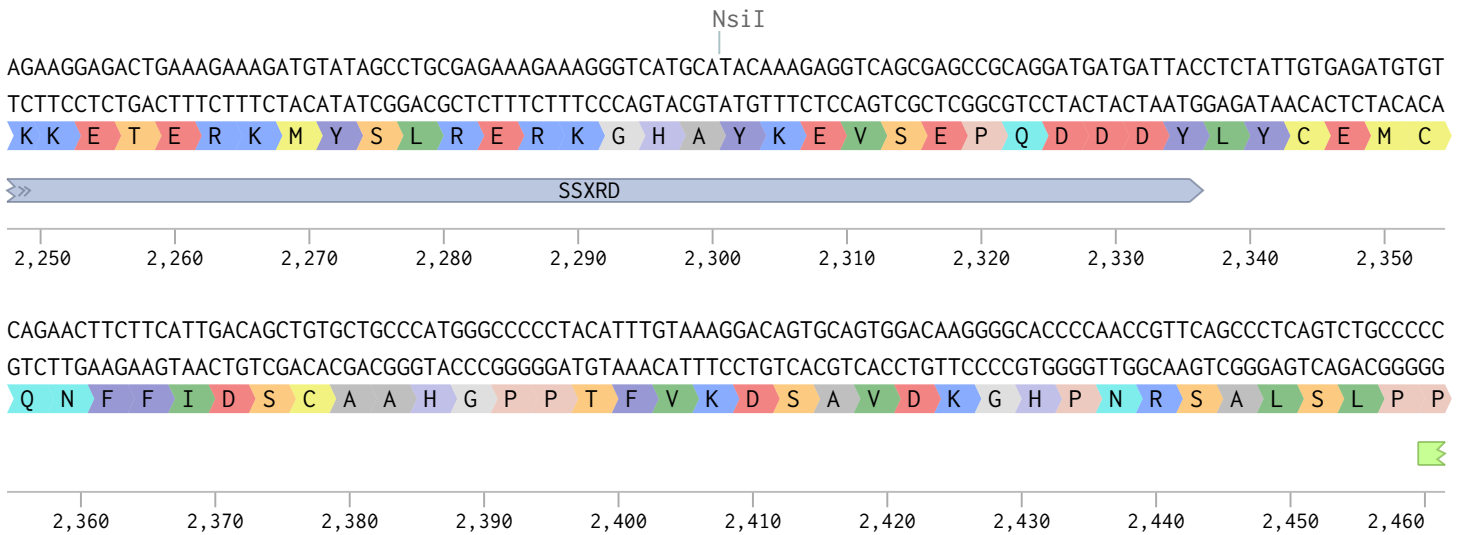 NsiI
AGAAGGAGACTGAAAGAAAGATGTATAGCCTGCGAGAAAGAAAGGGTCATGCATACAAAGAGGTCAGCGAGCCGCAGGATGATGATTACCTCTATTGTGAGATGTGT
TCTTCCTCTGACTTTCTTTCTACATATCGGACGCTCTTTCTTTCCCAGTACGTATGTTTCTCCAGTCGCTCGGCGTCCTACTACTAATGGAGATAACACTCTACACA
K K E T E R K M Y S L R E R K G H A Y K E V S E P Q D D D Y L Y C E M C
SSXRD
2,250 2,260 2,270 2,280 2,290 2,300 2,310 2,320 2,330 2,340 2,350
CAGAACTTCTTCATTGACAGCTGTGCTGCCCATGGGCCCCCTACATTTGTAAAGGACAGTGCAGTGGACAAGGGGCACCCCAACCGTTCAGCCCTCAGTCTGCCCCC
GTCTTGAAGAAGTAACTGTCGACACGACGGGTACCCGGGGGATGTAAACATTTCCTGTCACGTCACCTGTTCCCCGTGGGGTTGGCAAGTCGGGAGTCAGACGGGGG
Q N F F I D S C A A H G P P T F V K D S A V D K G H P N R S A L S L P P
2,360 2,370 2,380 2,390 2,400 2,410 2,420 2,430 2,440 2,450 2,460